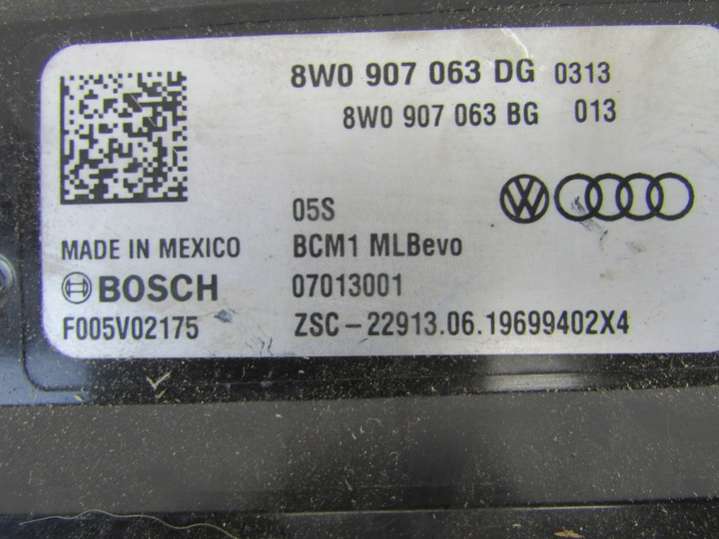 8W0 907 063 DG 0313
8W0 907 063 BG 013
05S
MADE IN MEXICO
BCM1 MLBevo
BOSCH
07013001
F005V02175
ZSC-22913.06.19699402X4